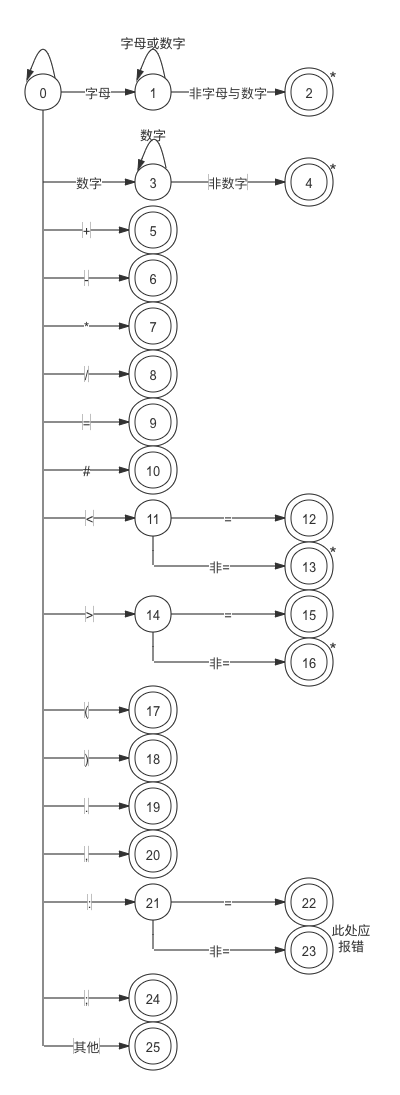 字母或数字
0 字母 1 非字母与数字 2 *
数字
数字 3 非数字 4 *
+ 5
- 6
* 7
/ 8
= 9
# 10
< 11 = 12
非= 13 *
> 14 = 15
非= 16 *
( 17
) 18
. 19
20
: 21 = 22
非= 23 此处应
报错
24
其他 25